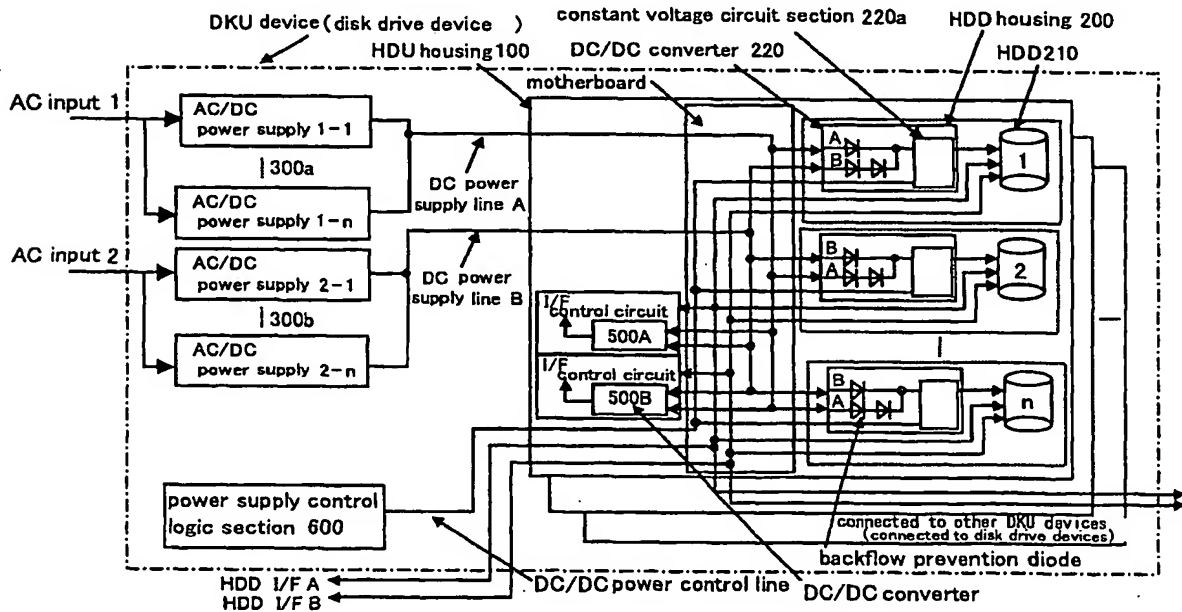 DKU device (disk drive device )
constant voltage circuit section 220a
HDD housing 200
HDU housing 100
DC/DC converter 220
HDD210
motherboard
AC input 1
AC/DC
power supply 1-1
300a
AC/DC
power supply 1-n
DC power
supply line A
A
B
1
AC input 2
AC/DC
power supply 2-1
300b
AC/DC
power supply 2-n
DC power
supply line B
B
A
2
I/F
control circuit
500A
I/F
control circuit
500B
B
A
n
power supply control
logic section 600
connected to other DKU devices
(connected to disk drive devices)
backflow prevention diode
HDD I/F A
HDD I/F B
DC/DC power control line
DC/DC converter